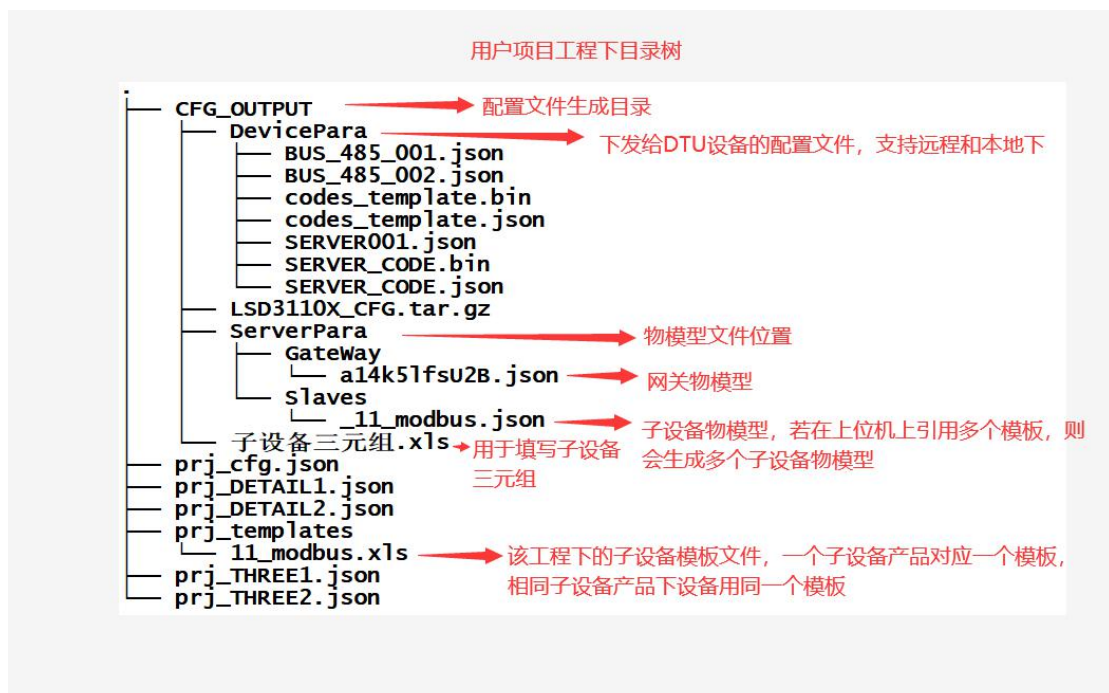 用户项目工程下目录树
.
├── CFG_OUTPUT 配置文件生成目录
│   ├── DevicePara 下发给DTU设备的配置文件，支持远程和本地下
│   │   ├── BUS_485_001.json
│   │   ├── BUS_485_002.json
│   │   ├── codes_template.bin
│   │   ├── codes_template.json
│   │   ├── SERVER001.json
│   │   ├── SERVER_CODE.bin
│   │   └── SERVER_CODE.json
│   ├── LSD3110X_CFG.tar.gz
│   ├── ServerPara 物模型文件位置
│   │   ├── GateWay
│   │   │   └── a14k5lfsU2B.json 网关物模型
│   │   └── Slaves
│   │       └── _11_modbus.json 子设备物模型，若在上位机上引用多个模板，则
会生成多个子设备物模型
│   └── 子设备三元组.xls 用于填写子设备
三元组
├── prj_cfg.json
├── prj_DETAIL1.json
├── prj_DETAIL2.json
├── prj_templates
│   └── 11_modbus.xls 该工程下的子设备模板文件，一个子设备产品对应一个模板，
相同子设备产品下设备用同一个模板
├── prj_THREE1.json
└── prj_THREE2.json